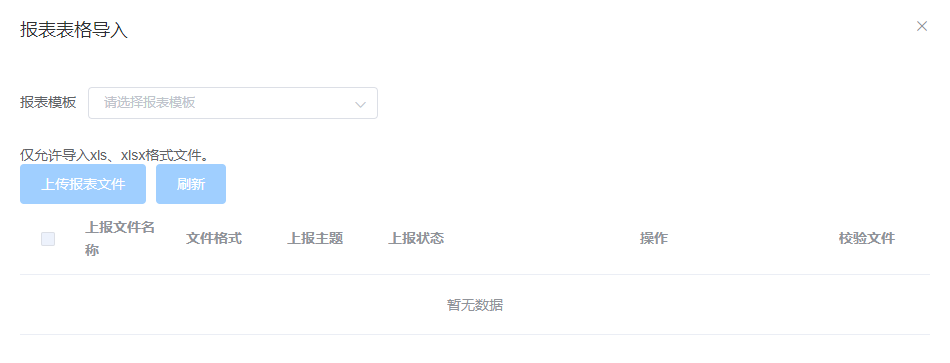 报表表格导入
报表模板 请选择报表模板
仅允许导入xls、xlsx格式文件。
上传报表文件 刷新
上报文件名称 文件格式 上报主题 上报状态 操作 校验文件
暂无数据